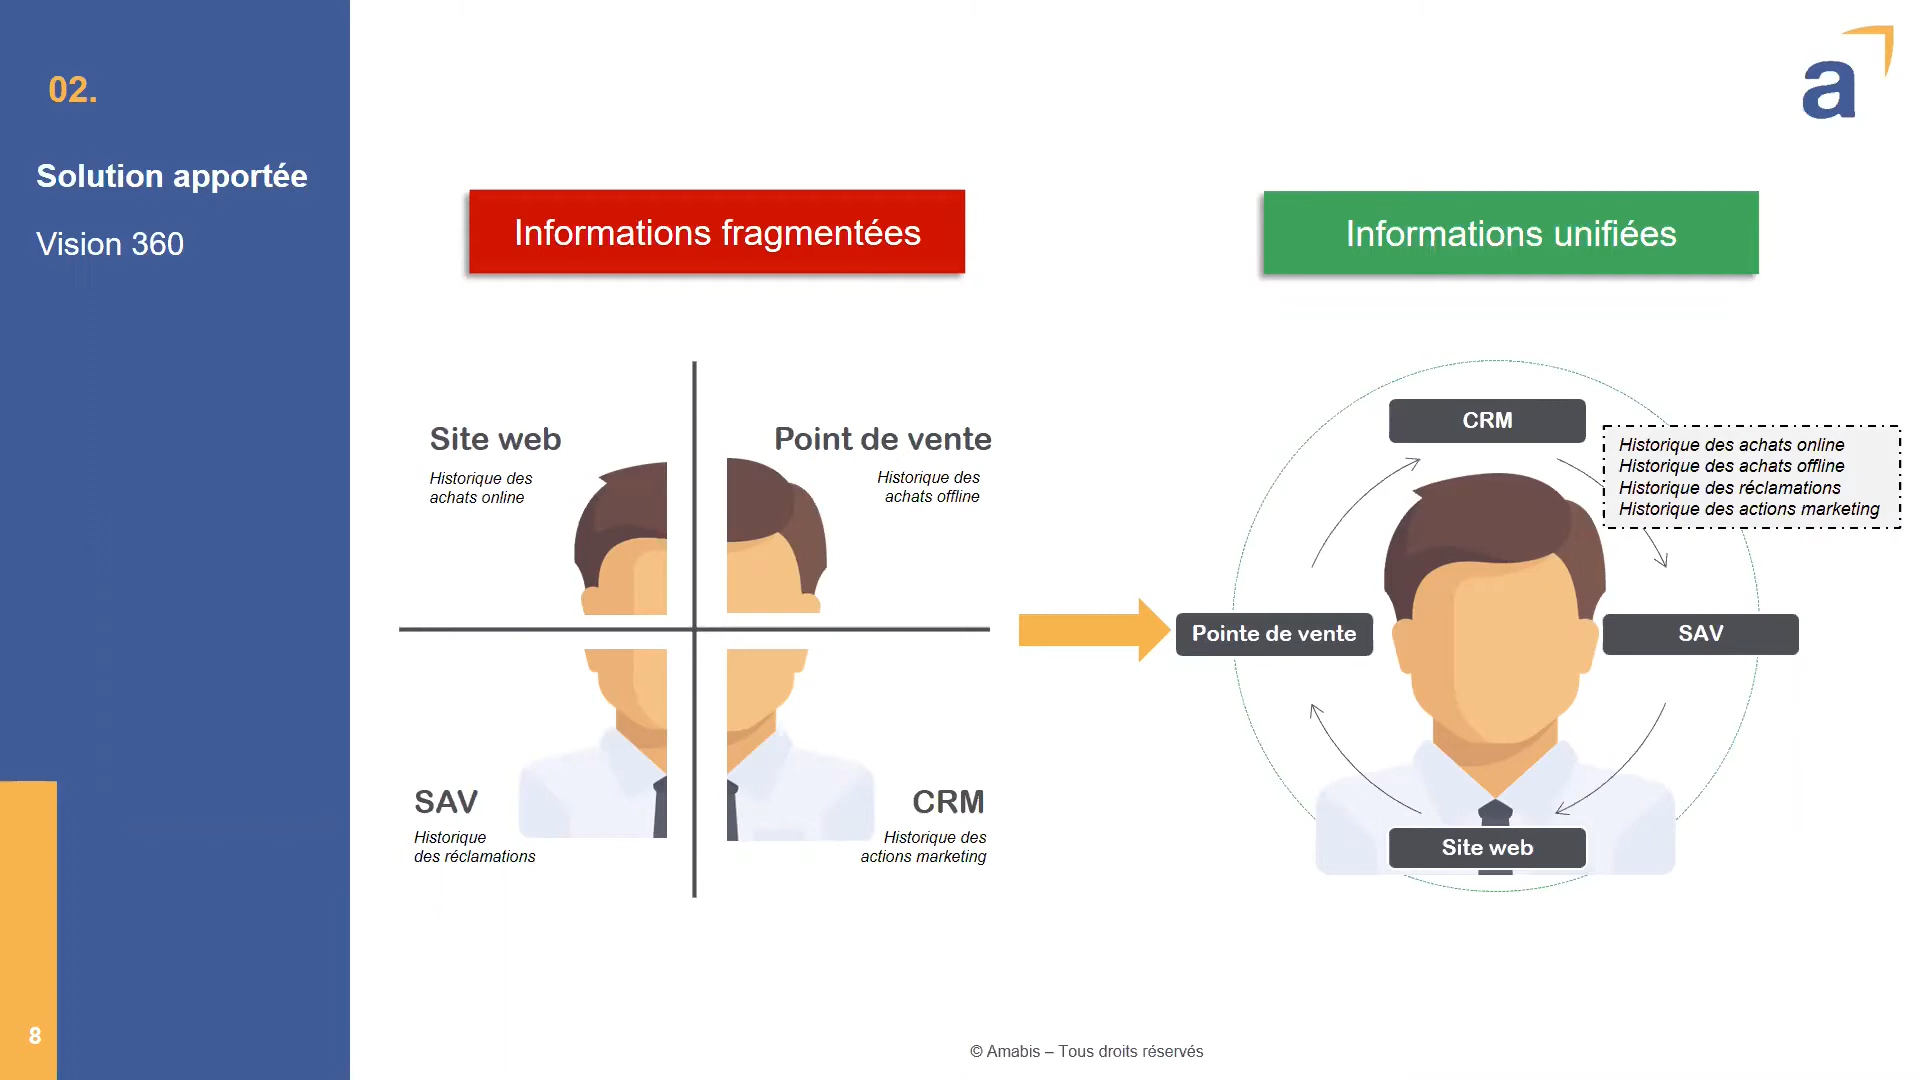 02.
Solution apportée
Vision 360
8
a
Informations fragmentées
Informations unifiées
Site web
Historique des
achats online
Point de vente
Historique des
achats offline
SAV
Historique
des réclamations
CRM
Historique des
actions marketing
CRM
Historique des achats online
Historique des achats offline
Historique des réclamations
Historique des actions marketing
Pointe de vente
SAV
Site web
© Amabis – Tous droits réservés